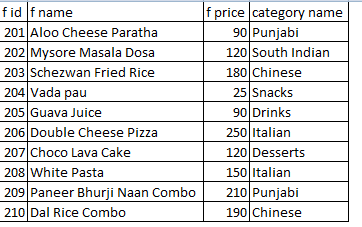 f id f name f price category name
201 Aloo Cheese Paratha 90 Punjabi
202 Mysore Masala Dosa 120 South Indian
203 Schezwan Fried Rice 180 Chinese
204 Vada pau 25 Snacks
205 Guava Juice 90 Drinks
206 Double Cheese Pizza 250 Italian
207 Choco Lava Cake 120 Desserts
208 White Pasta 150 Italian
209 Paneer Bhurji Naan Combo 210 Punjabi
210 Dal Rice Combo 190 Chinese